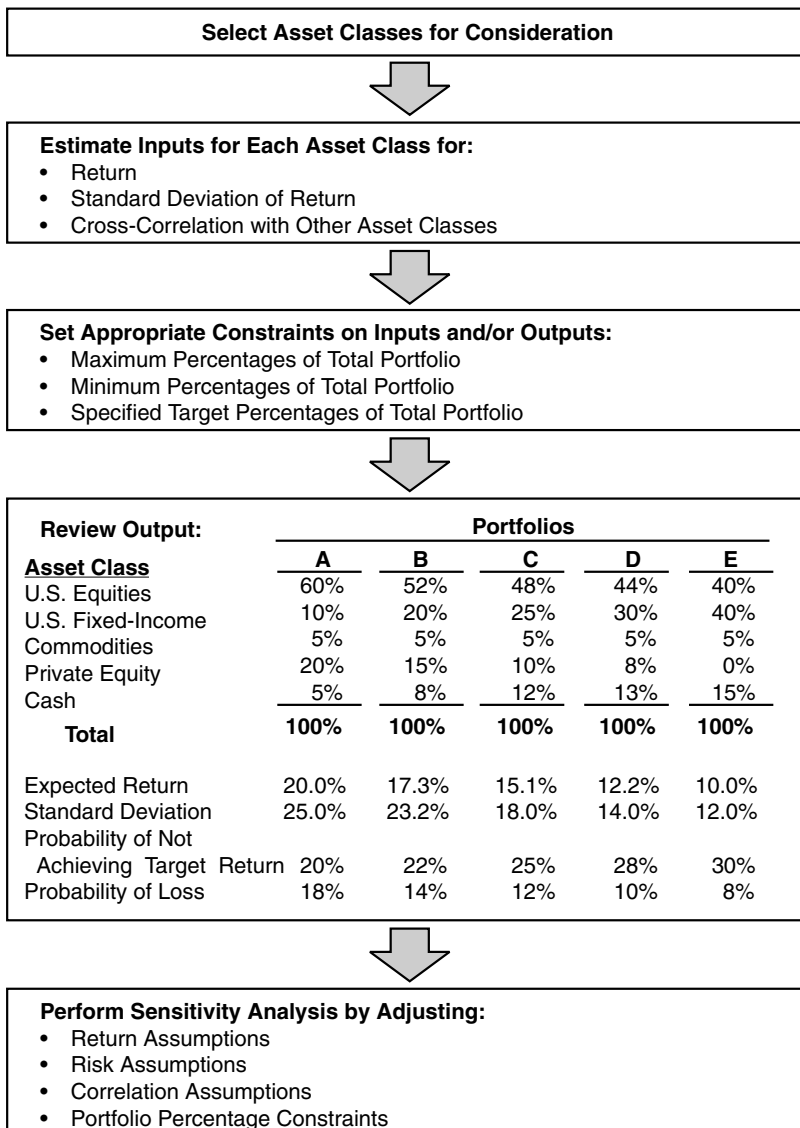 Select Asset Classes for Consideration
Estimate Inputs for Each Asset Class for:
• Return
• Standard Deviation of Return
• Cross-Correlation with Other Asset Classes
Set Appropriate Constraints on Inputs and/or Outputs:
• Maximum Percentages of Total Portfolio
• Minimum Percentages of Total Portfolio
• Specified Target Percentages of Total Portfolio
Review Output: Portfolios
Asset Class A B C D E
U.S. Equities 60% 52% 48% 44% 40%
U.S. Fixed-Income 10% 20% 25% 30% 40%
Commodities 5% 5% 5% 5% 5%
Private Equity 20% 15% 10% 8% 0%
Cash 5% 8% 12% 13% 15%
Total 100% 100% 100% 100% 100%
Expected Return 20.0% 17.3% 15.1% 12.2% 10.0%
Standard Deviation 25.0% 23.2% 18.0% 14.0% 12.0%
Probability of Not
Achieving Target Return 20% 22% 25% 28% 30%
Probability of Loss 18% 14% 12% 10% 8%
Perform Sensitivity Analysis by Adjusting:
• Return Assumptions
• Risk Assumptions
• Correlation Assumptions
• Portfolio Percentage Constraints